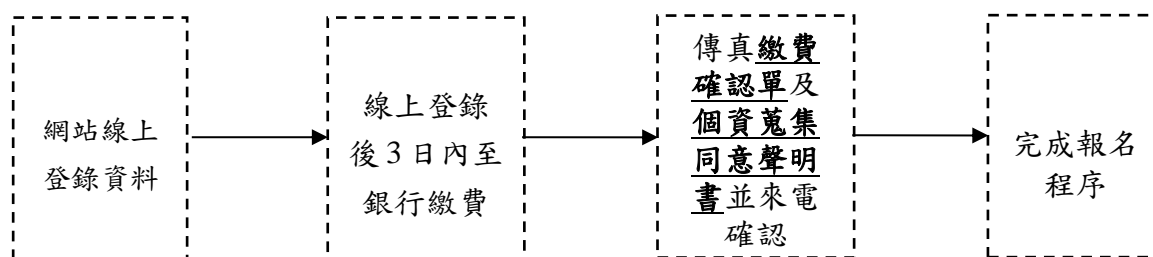 網站線上
登錄資料
線上登錄
後3日內至
銀行繳費
傳真繳費
確認單及
個資蒐集
同意聲明
書並來電
確認
完成報名
程序